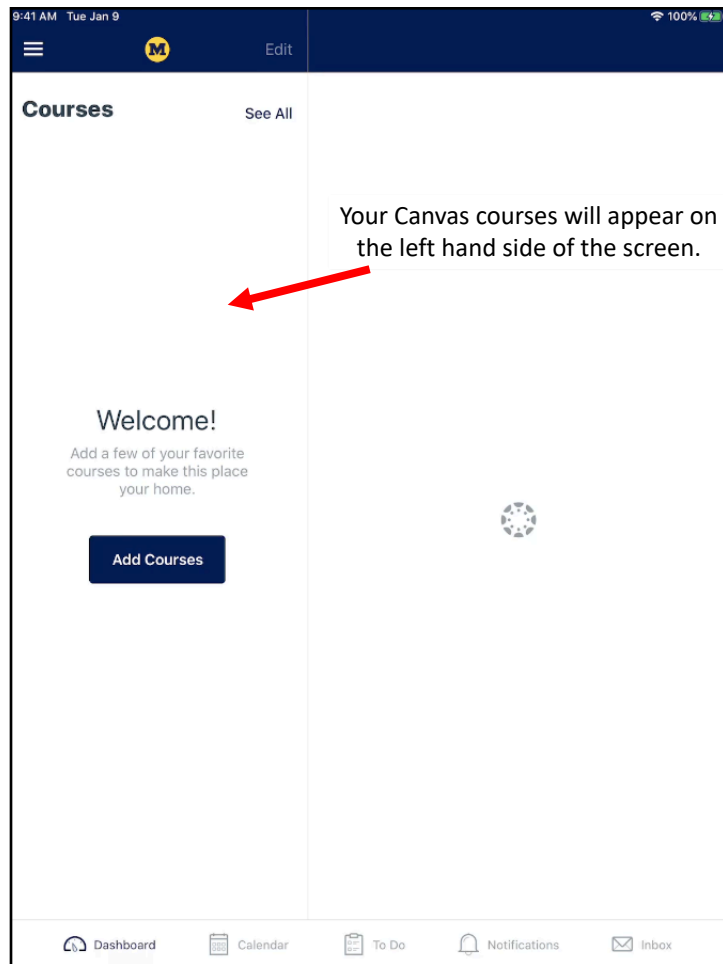 9:41 AM Tue Jan 9
100%
M
Edit
Courses
See All
Your Canvas courses will appear on
the left hand side of the screen.
Welcome!
Add a few of your favorite
courses to make this place
your home.
Add Courses
Dashboard
Calendar
To Do
Notifications
Inbox